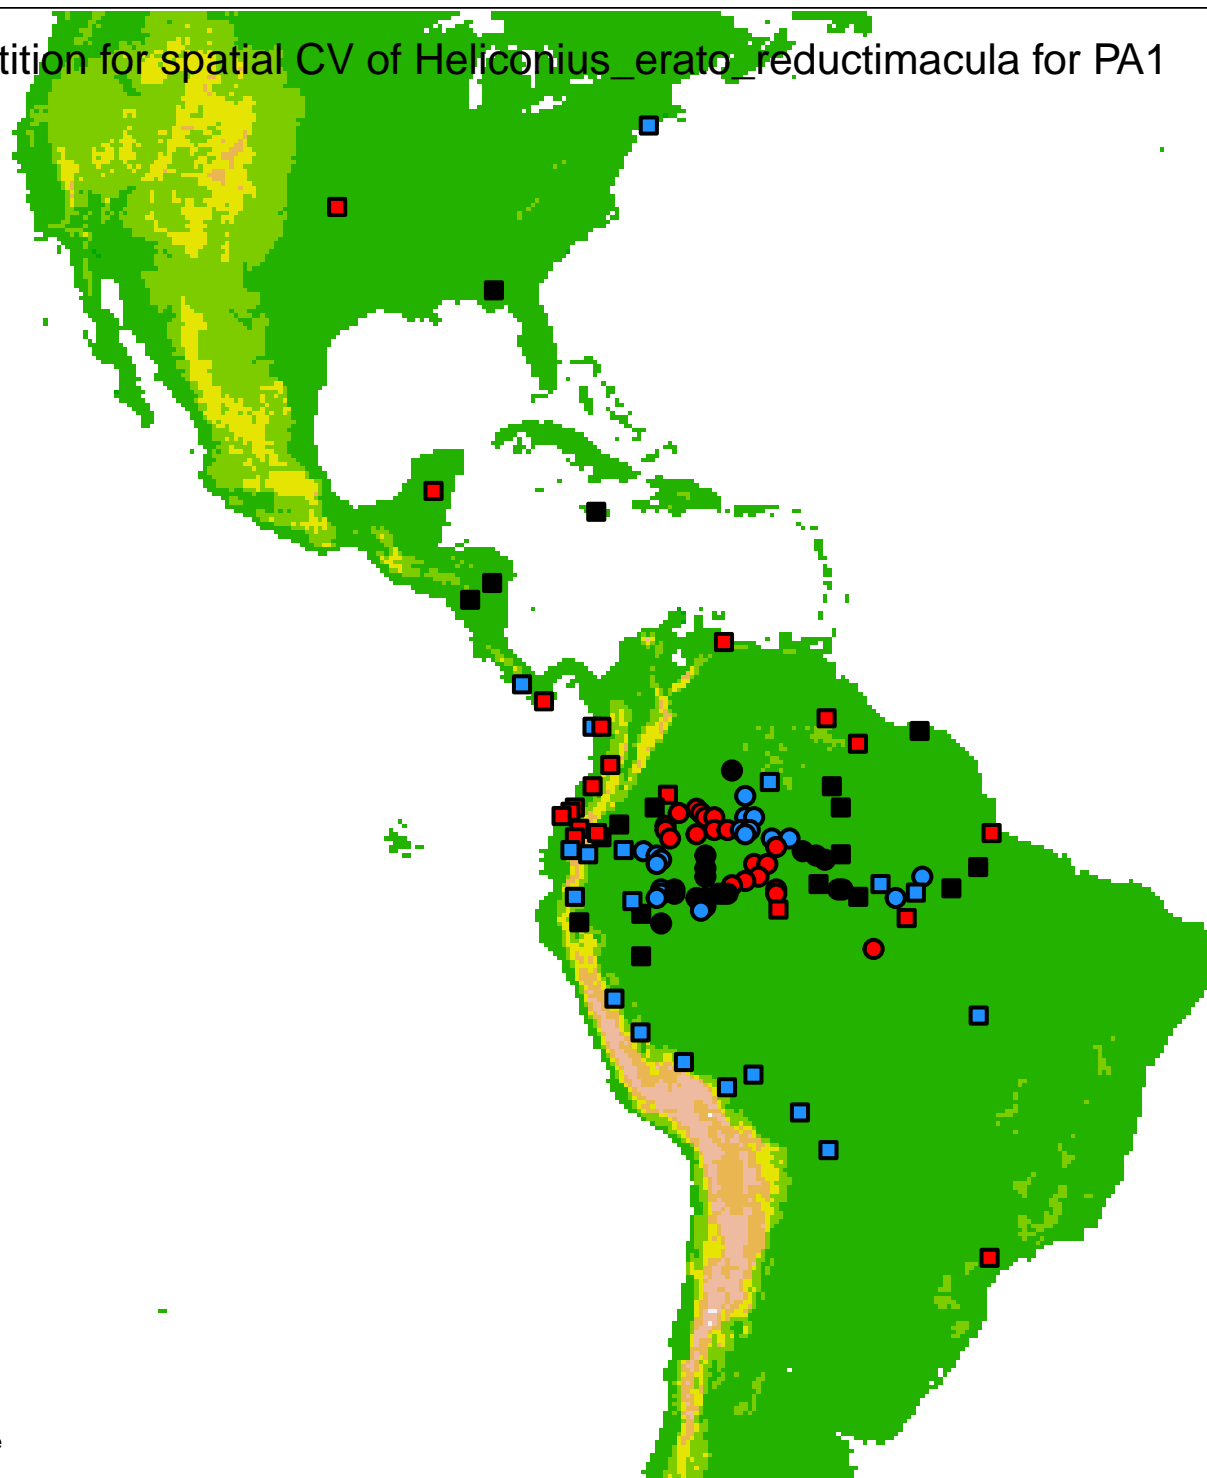 tition for spatial CV of Heliconius_erato_reductimacula for PA1